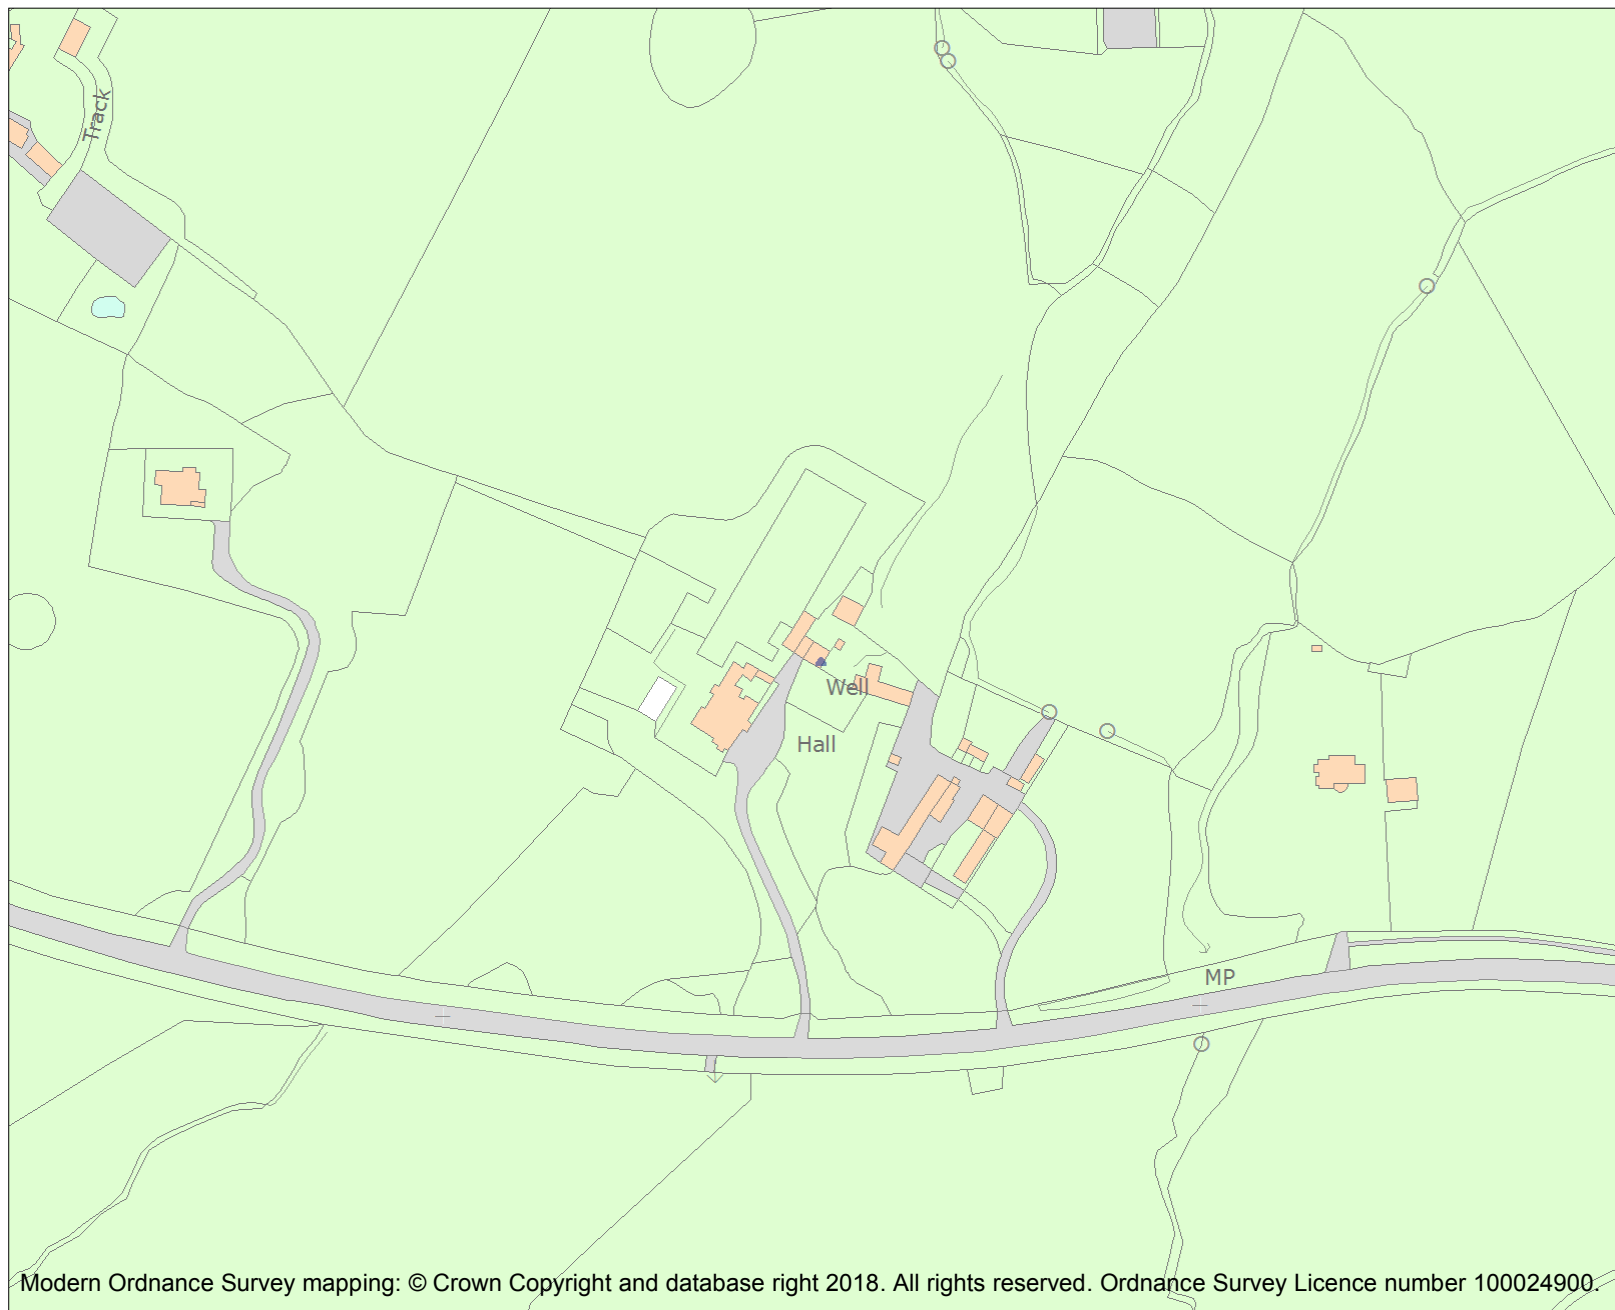 Track
Well
Hall
MP
Modern Ordnance Survey mapping: © Crown Copyright and database right 2018. All rights reserved. Ordnance Survey Licence number 100024900.